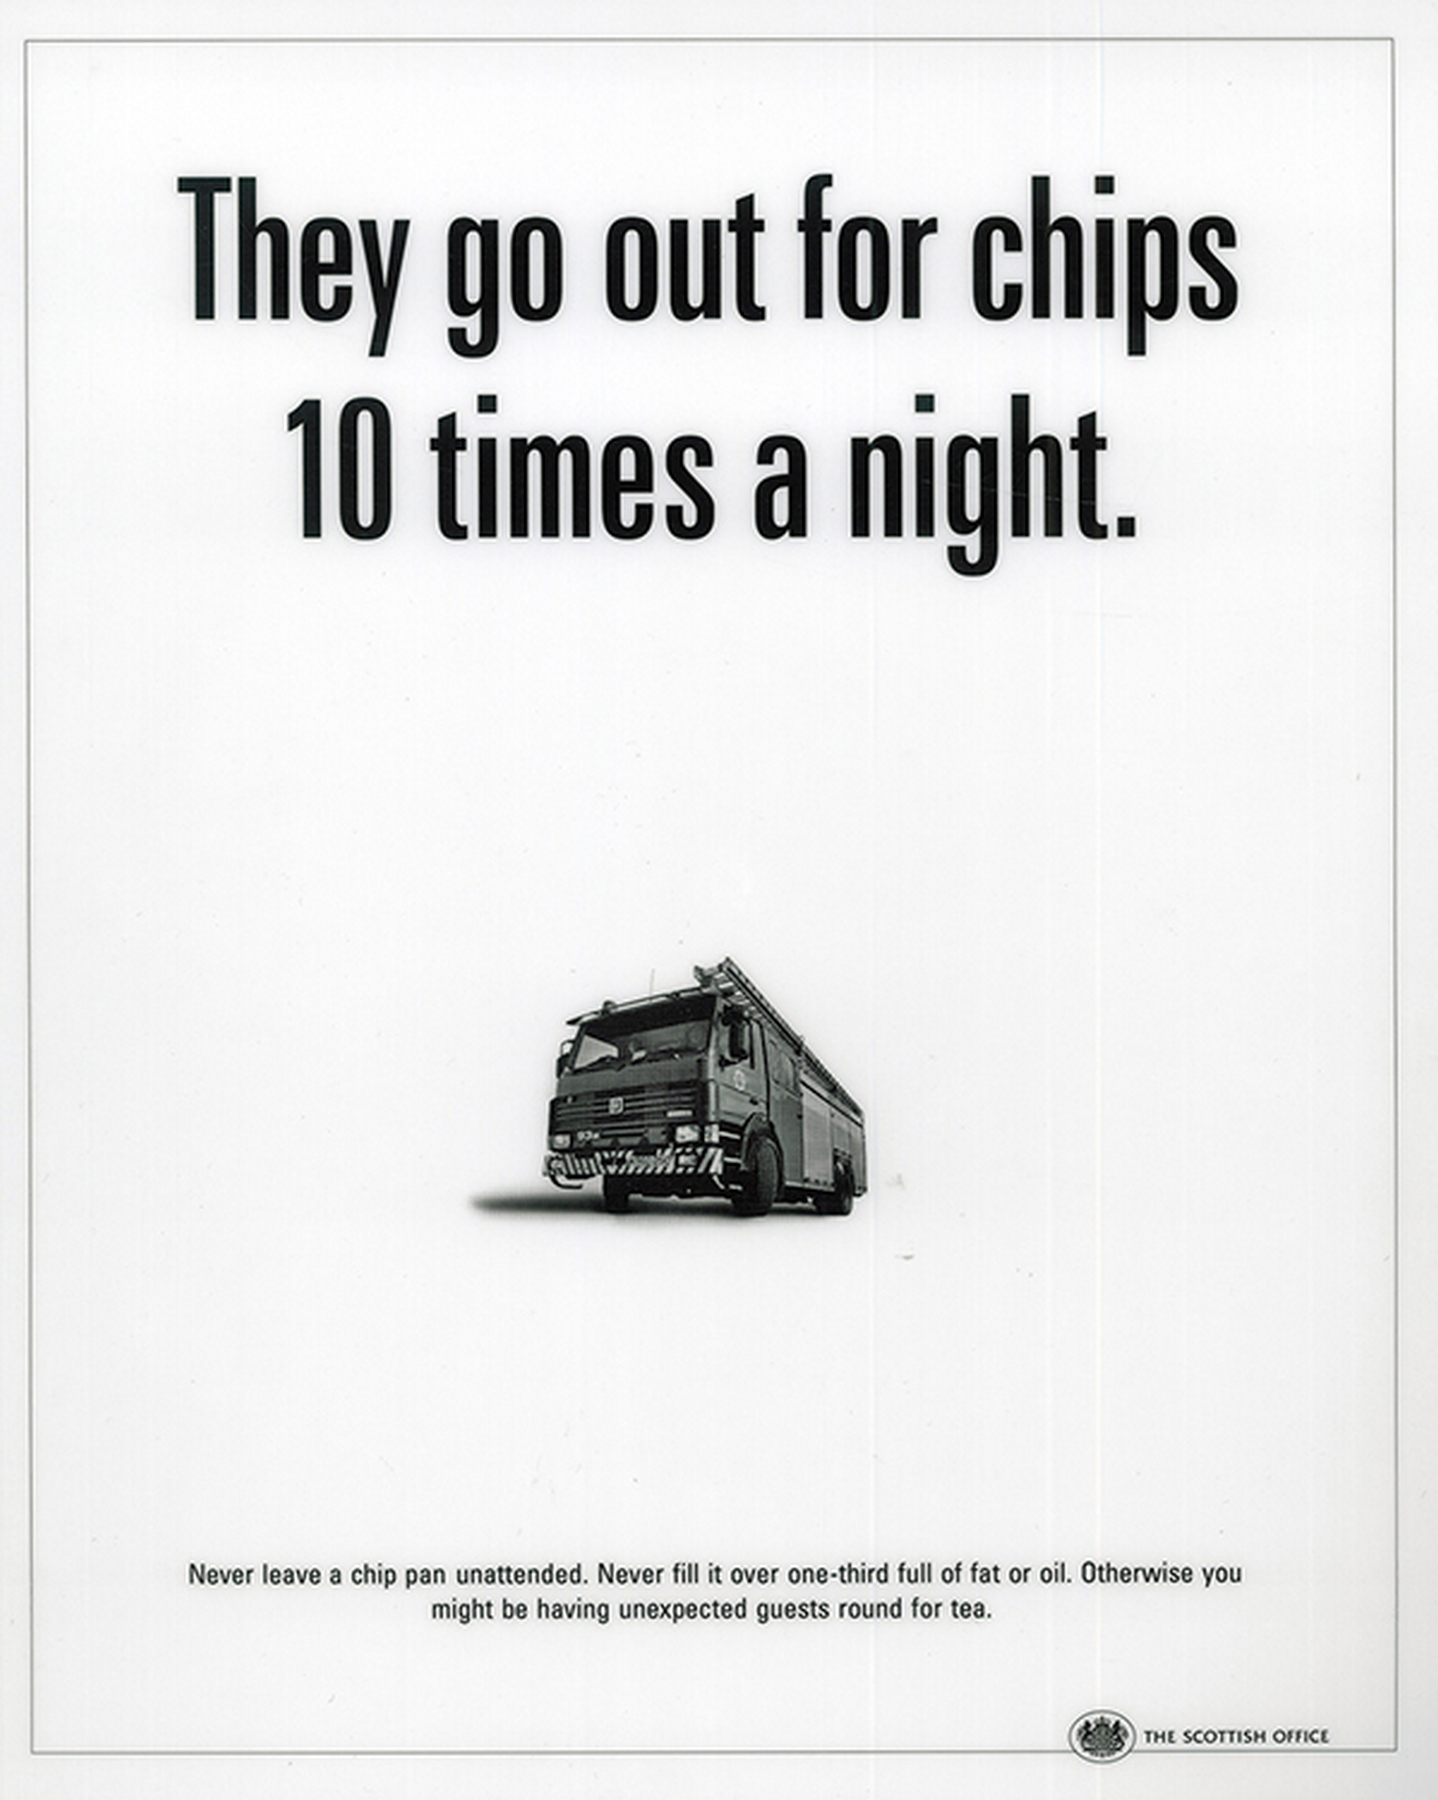 They go out for chips
10 times a night.
Never leave a chip pan unattended. Never fill it over one-third full of fat or oil. Otherwise you
might be having unexpected guests round for tea.
THE SCOTTISH OFFICE